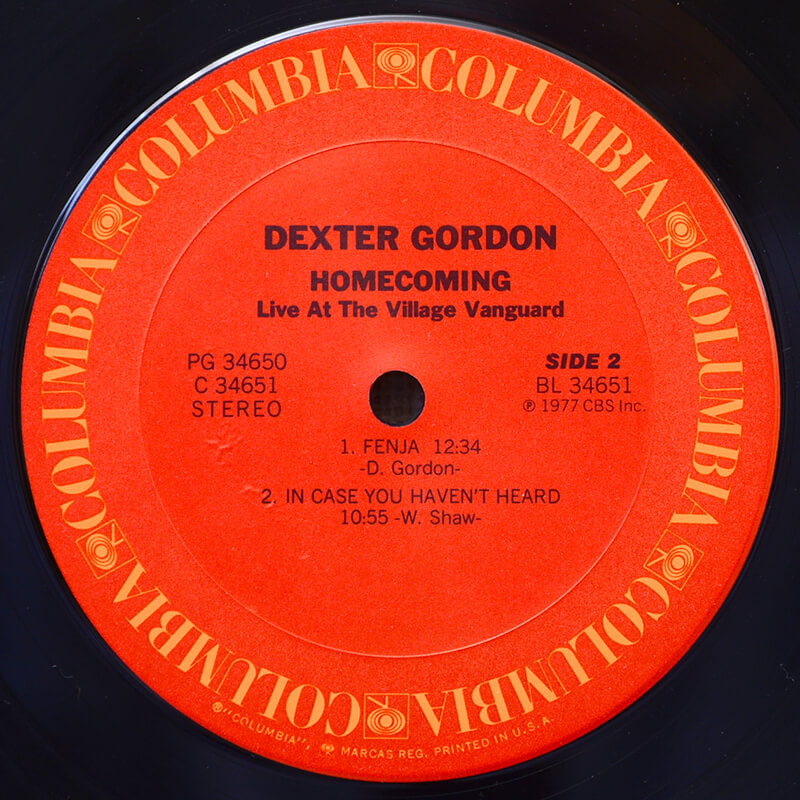 COLUMBIA COLUMBIA COLUMBIA COLUMBIA COLUMBIA COLUMBIA
DEXTER GORDON
HOMECOMING
Live At The Village Vanguard
PG 34650
C 34651
STEREO
SIDE 2
BL 34651
℗ 1977 CBS Inc.
1. FENJA 12:34
-D. Gordon-
2. IN CASE YOU HAVEN'T HEARD
10:55 -W. Shaw-
®"COLUMBIA", MARCAS REG. PRINTED IN U.S.A.